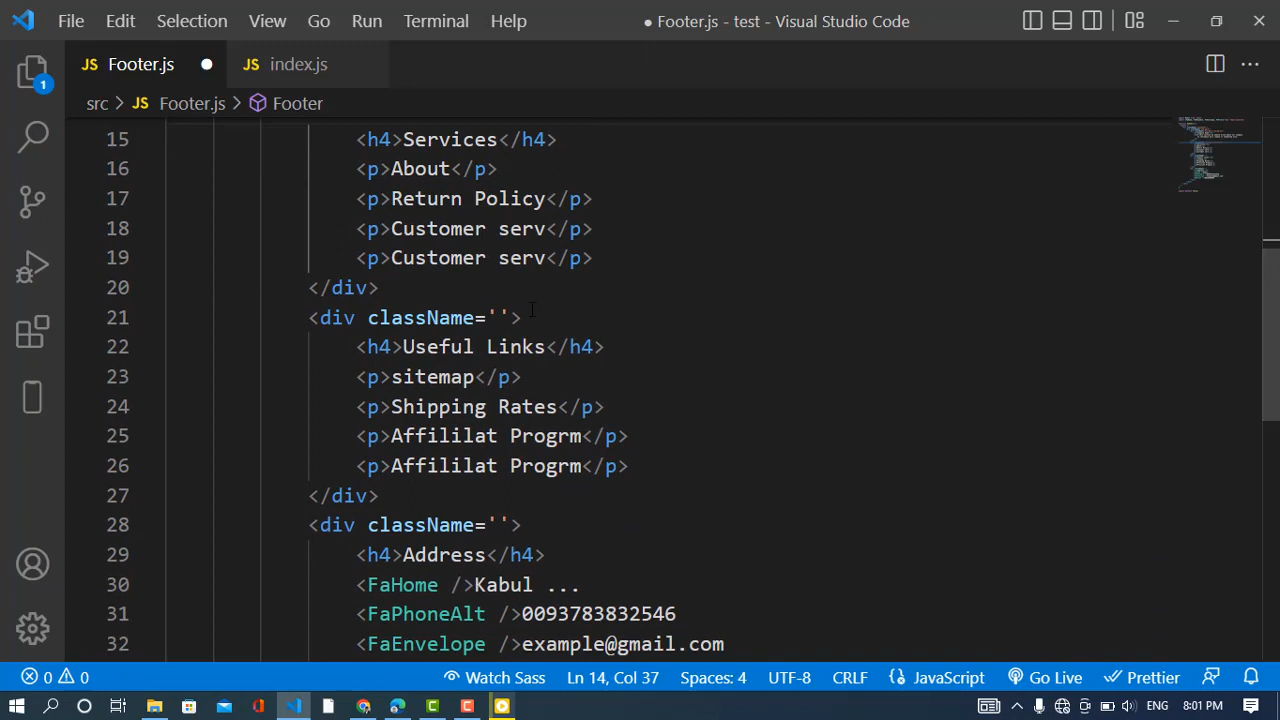 File Edit Selection View Go Run Terminal Help ● Footer.js - test - Visual Studio Code
JS Footer.js ● JS index.js
src > JS Footer.js > Footer
15 <h4>Services</h4>
16 <p>About</p>
17 <p>Return Policy</p>
18 <p>Customer serv</p>
19 <p>Customer serv</p>
20 </div>
21 <div className=''>
22 <h4>Useful Links</h4>
23 <p>sitemap</p>
24 <p>Shipping Rates</p>
25 <p>Affililat Progrm</p>
26 <p>Affililat Progrm</p>
27 </div>
28 <div className=''>
29 <h4>Address</h4>
30 <FaHome />Kabul ...
31 <FaPhoneAlt />0093783832546
32 <FaEnvelope />example@gmail.com
1
0 0 Watch Sass Ln 14, Col 37 Spaces: 4 UTF-8 CRLF JavaScript Go Live Prettier
ENG 8:01 PM